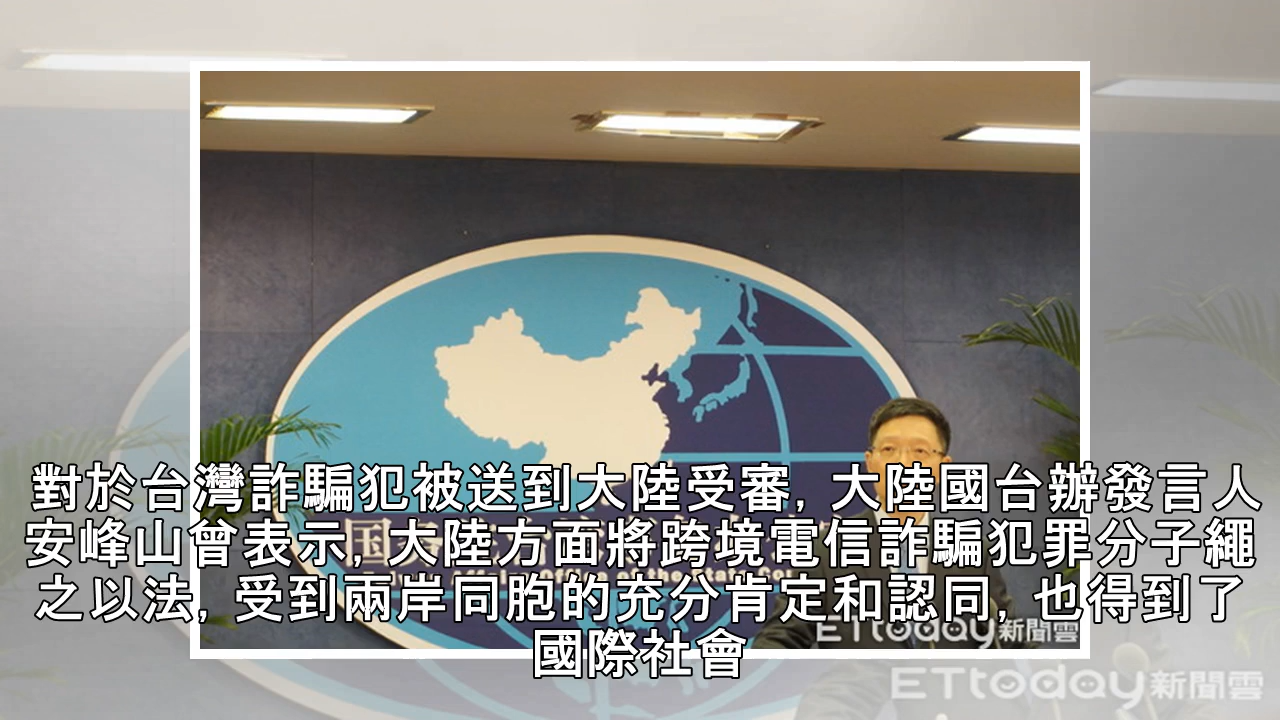 對於台灣詐騙犯被送到大陸受審, 大陸國台辦發言人
安峰山曾表示, 大陸方面將跨境電信詐騙犯罪分子繩
之以法, 受到兩岸同胞的充分肯定和認同, 也得到了
國際社會
ETtoday新聞雲
ETtoday新聞雲